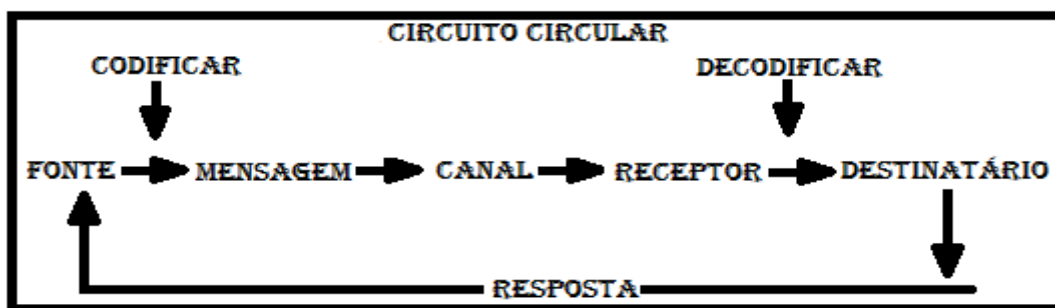 CIRCUITO CIRCULAR
CODIFICAR DECODIFICAR
FONTE MENSAGEM CANAL RECEPTOR DESTINATÁRIO
RESPOSTA